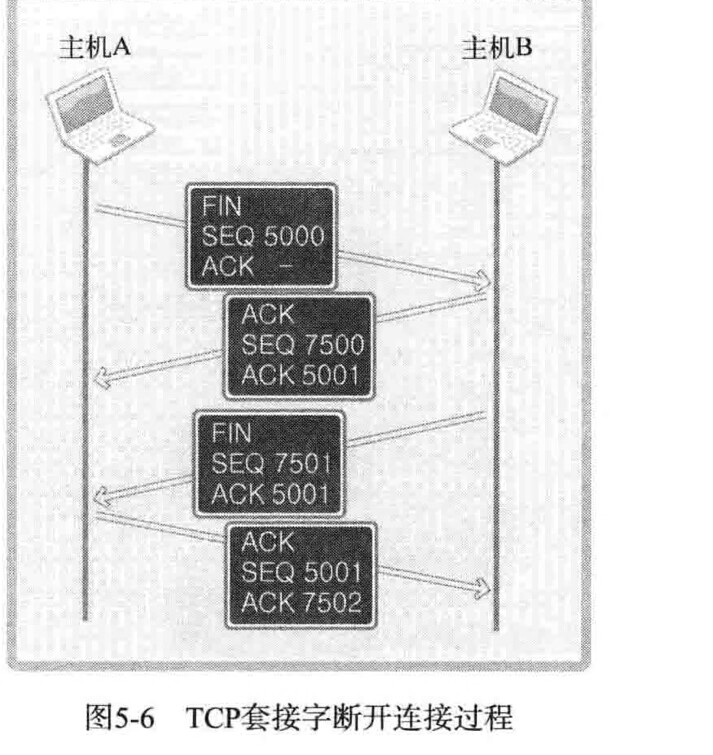 主机A 主机B
FIN
SEQ 5000
ACK –
ACK
SEQ 7500
ACK 5001
FIN
SEQ 7501
ACK 5001
ACK
SEQ 5001
ACK 7502
图5-6 TCP套接字断开连接过程